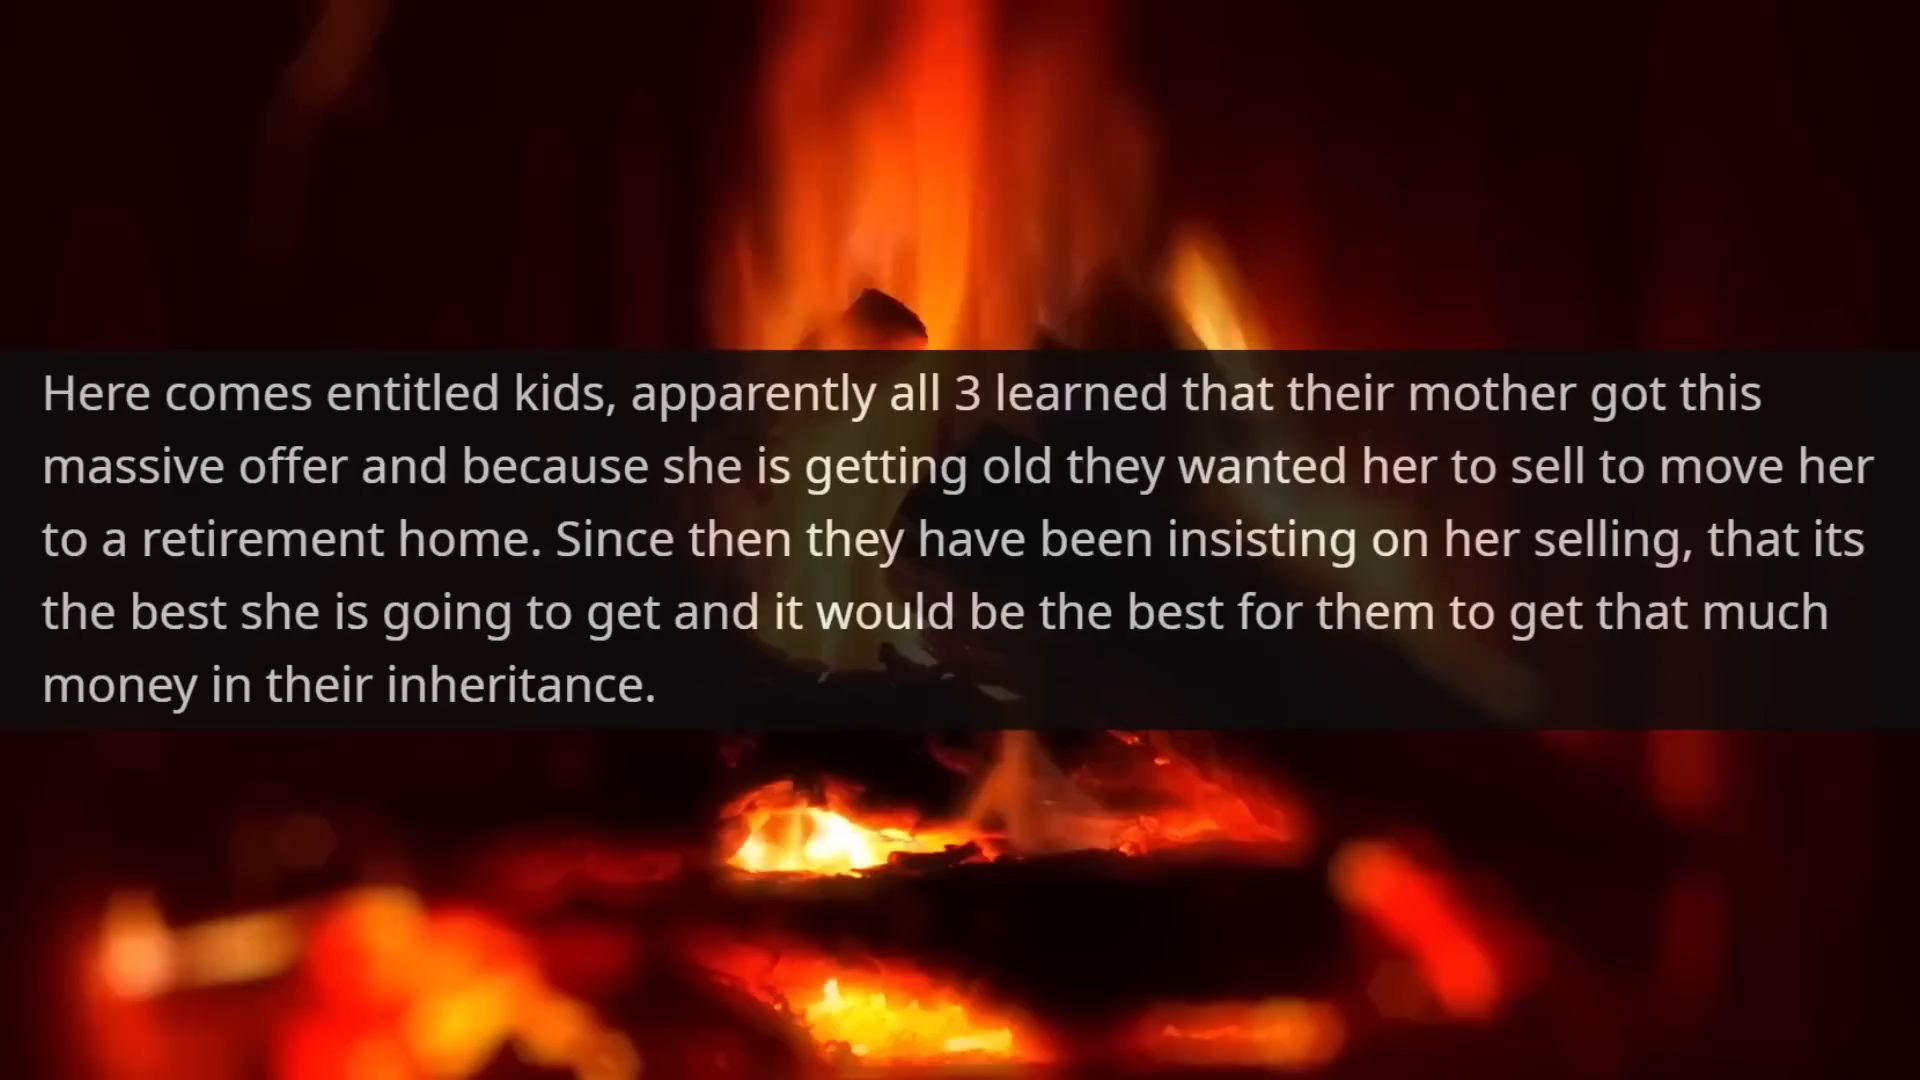 Here comes entitled kids, apparently all 3 learned that their mother got this
massive offer and because she is getting old they wanted her to sell to move her
to a retirement home. Since then they have been insisting on her selling, that its
the best she is going to get and it would be the best for them to get that much
money in their inheritance.